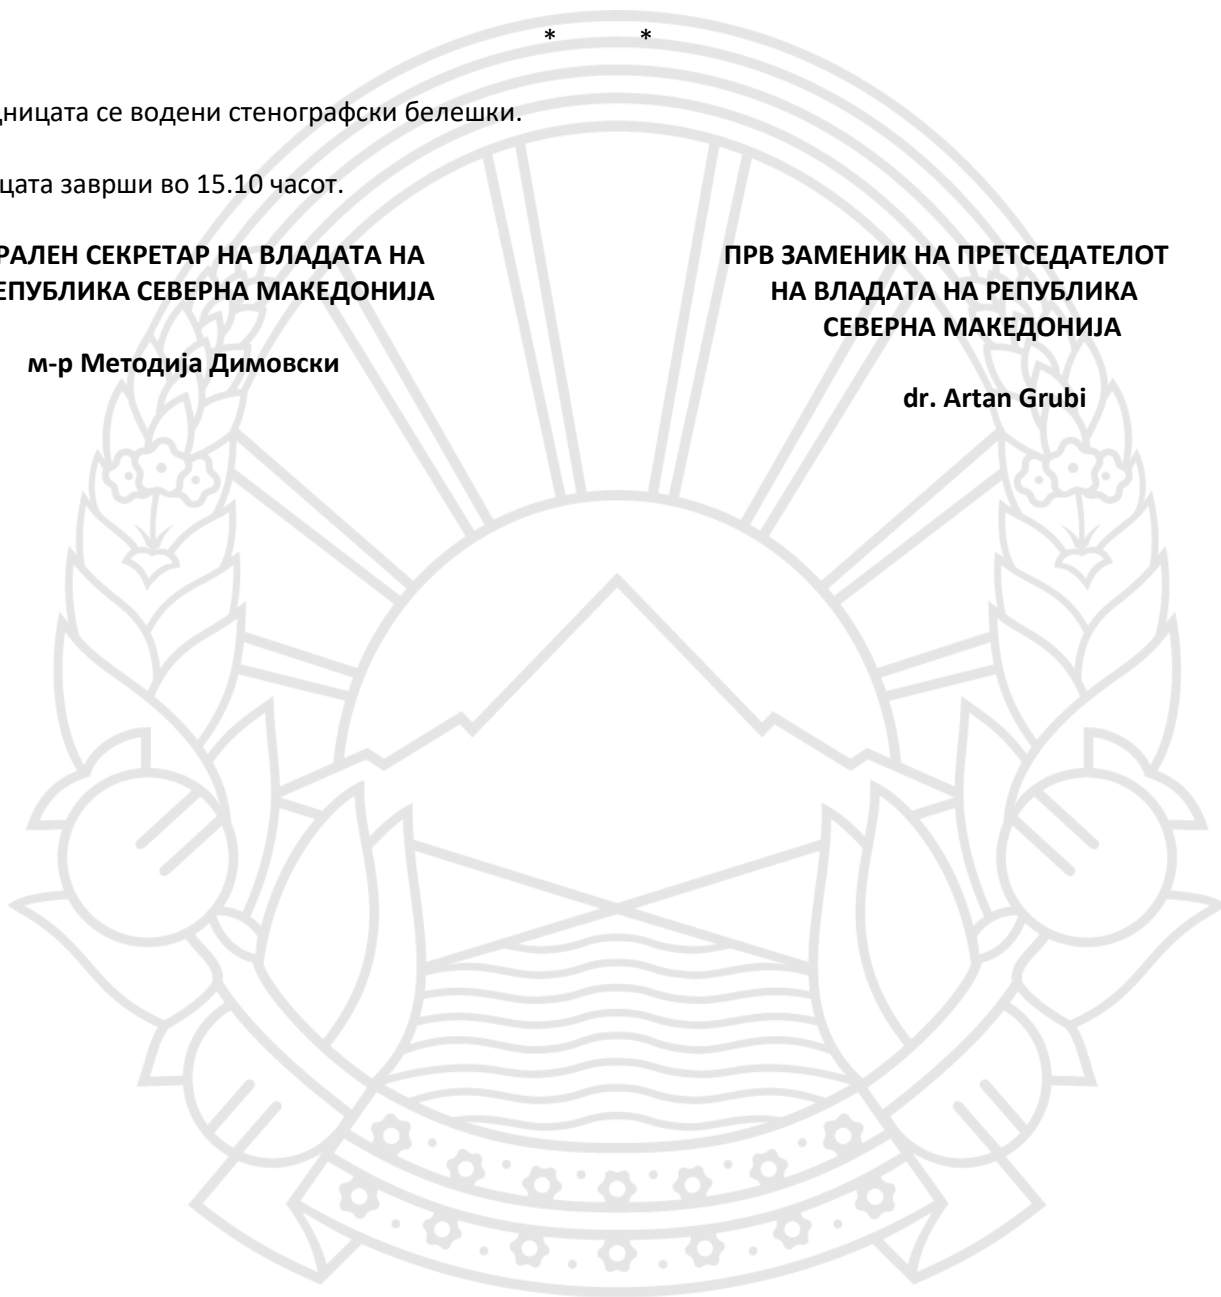 * *
дницата се водени стенографски белешки.
цата заврши во 15.10 часот.
РАЛЕН СЕКРЕТАР НА ВЛАДАТА НА
ЕПУБЛИКА СЕВЕРНА МАКЕДОНИЈА
м-р Методија Димовски
ПРВ ЗАМЕНИК НА ПРЕТСЕДАТЕЛОТ
НА ВЛАДАТА НА РЕПУБЛИКА
СЕВЕРНА МАКЕДОНИЈА
dr. Artan Grubi